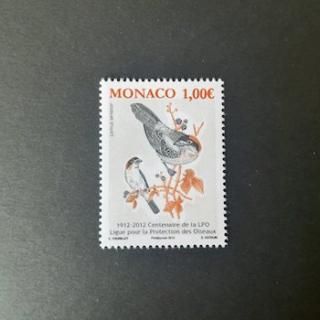 MONACO 1,00€
1912-2012 Centenaire de la LPO
Ligue pour la Protection des Oiseaux